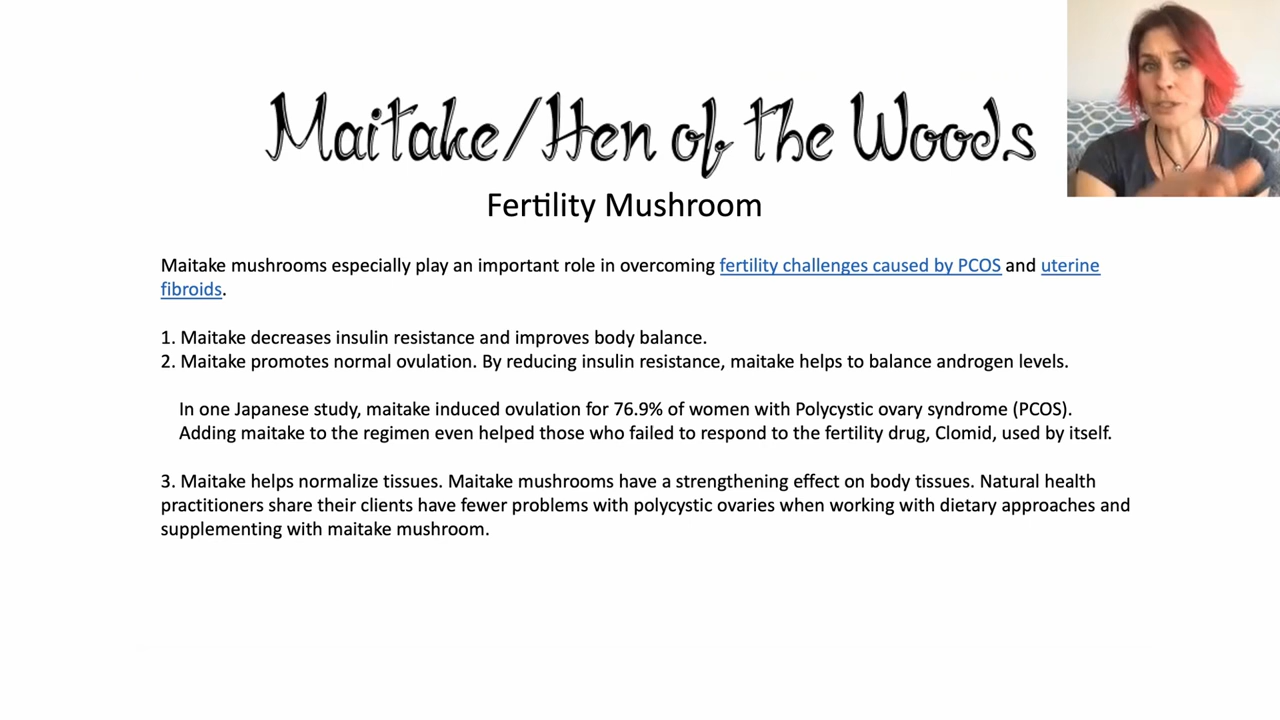 Maitake/Hen of the Woods
Fertility Mushroom
Maitake mushrooms especially play an important role in overcoming fertility challenges caused by PCOS and uterine
fibroids.
1. Maitake decreases insulin resistance and improves body balance.
2. Maitake promotes normal ovulation. By reducing insulin resistance, maitake helps to balance androgen levels.
In one Japanese study, maitake induced ovulation for 76.9% of women with Polycystic ovary syndrome (PCOS).
Adding maitake to the regimen even helped those who failed to respond to the fertility drug, Clomid, used by itself.
3. Maitake helps normalize tissues. Maitake mushrooms have a strengthening effect on body tissues. Natural health
practitioners share their clients have fewer problems with polycystic ovaries when working with dietary approaches and
supplementing with maitake mushroom.